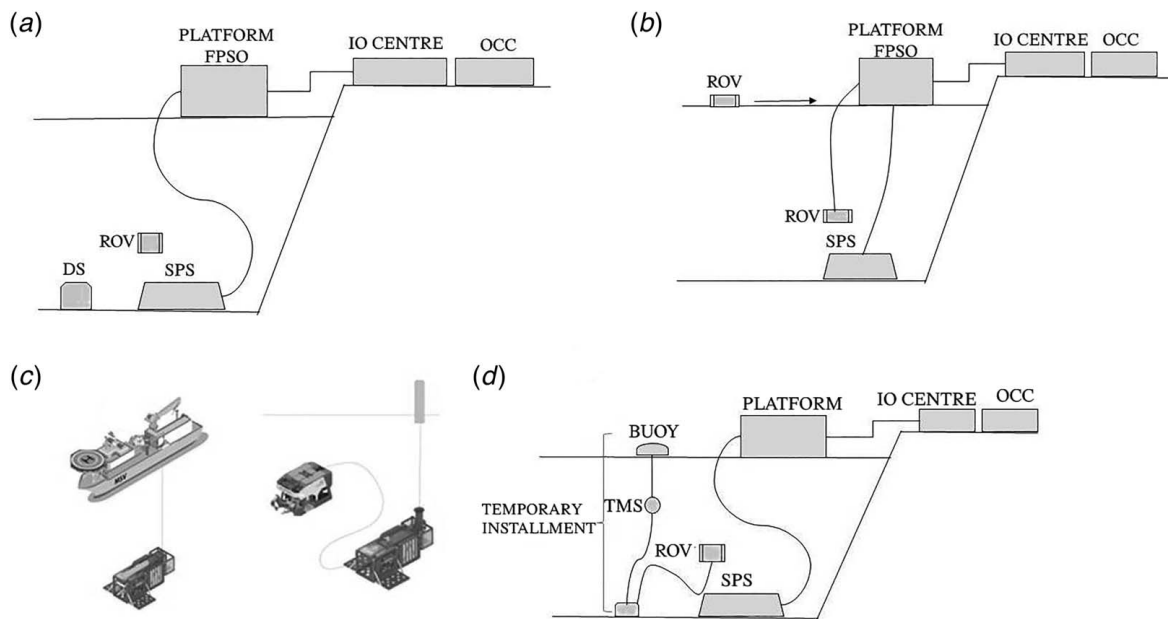 (a)
PLATFORM
FPSO
IO CENTRE
OCC
ROV
DS
SPS
(b)
PLATFORM
FPSO
IO CENTRE
OCC
ROV
ROV
SPS
(c)
H
MSV
(d)
PLATFORM
IO CENTRE
OCC
BUOY
TEMPORARY
INSTALLMENT
TMS
ROV
SPS